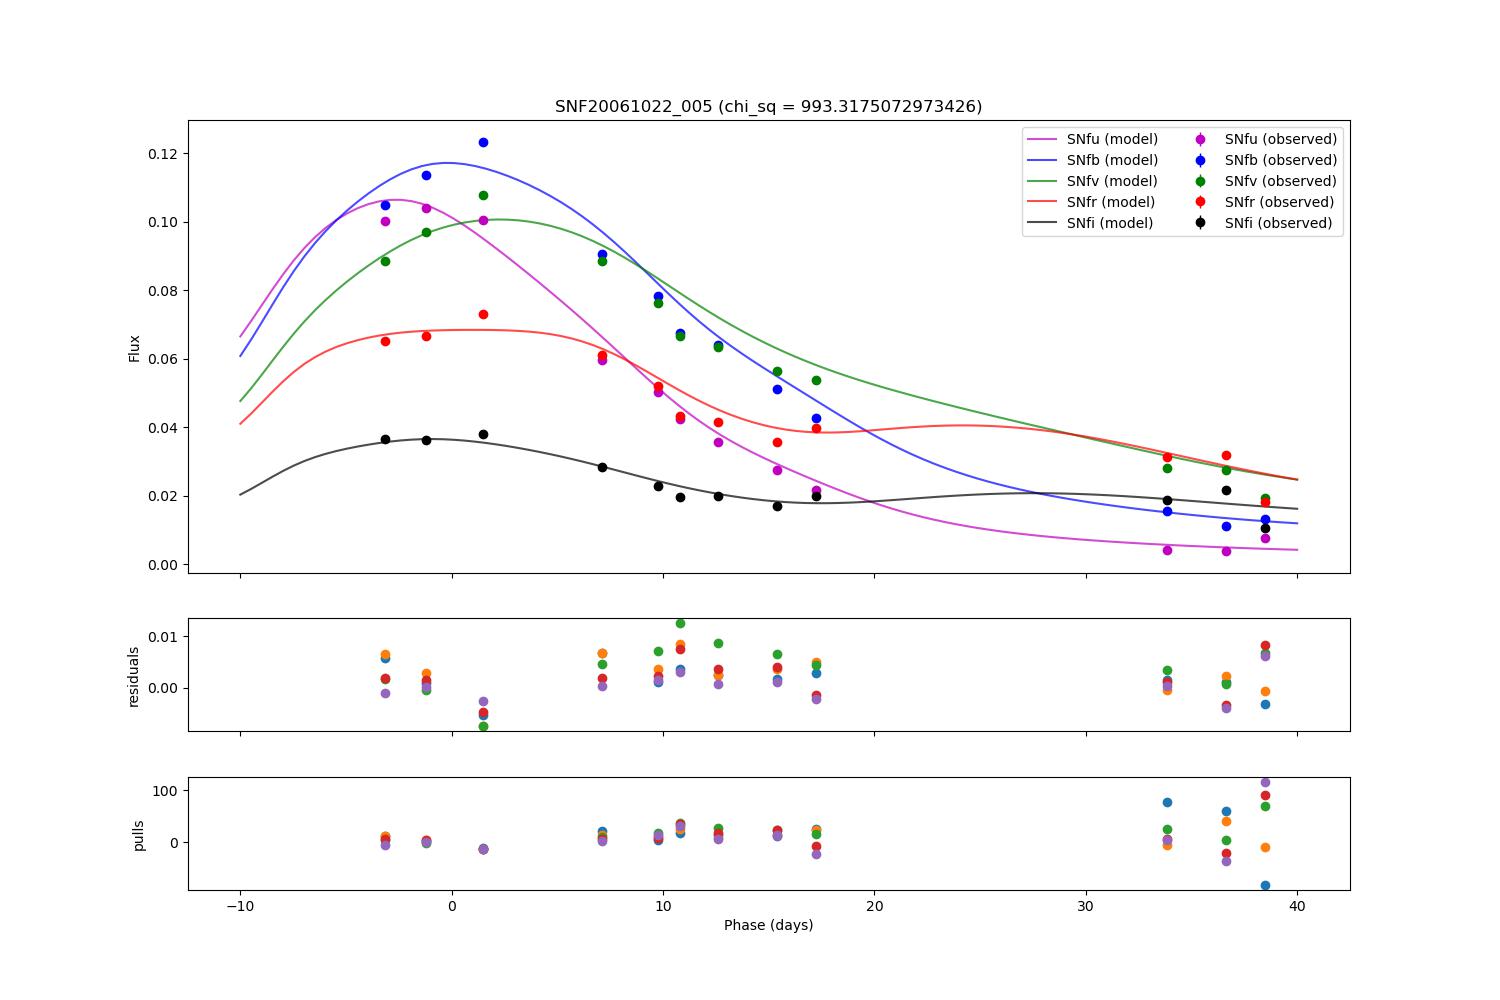 SNF20061022_005 (chi_sq = 993.3175072973426)
Flux
0.12
0.10
0.08
0.06
0.04
0.02
0.00
SNfu (model)
SNfb (model)
SNfv (model)
SNfr (model)
SNfi (model)
SNfu (observed)
SNfb (observed)
SNfv (observed)
SNfr (observed)
SNfi (observed)
residuals
0.01
0.00
pulls
100
0
−10 0 10 20 30 40
Phase (days)